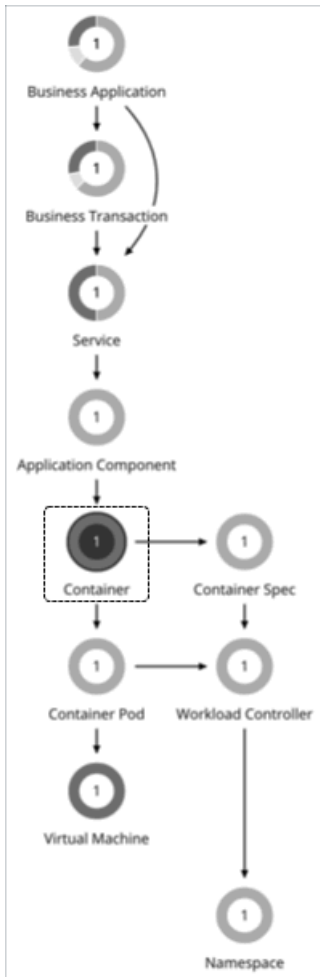 1
Business Application
1
Business Transaction
1
Service
1
Application Component
1 1
Container Container Spec
1 1
Container Pod Workload Controller
1
Virtual Machine
1
Namespace